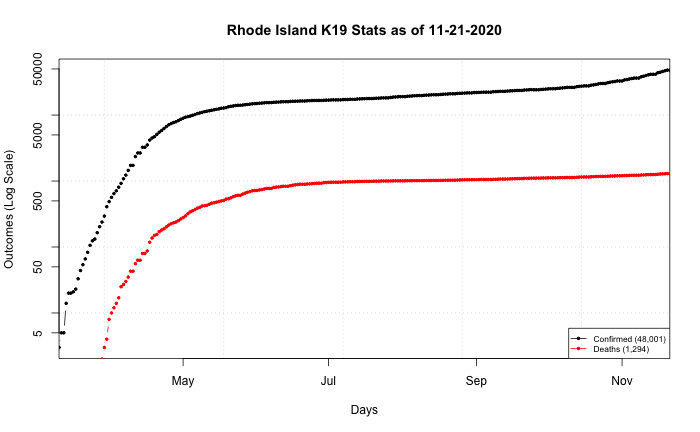 Rhode Island K19 Stats as of 11-21-2020
Outcomes (Log Scale)
50000
5000
500
50
5
Confirmed (48,001)
Deaths (1,294)
May
Jul
Sep
Nov
Days